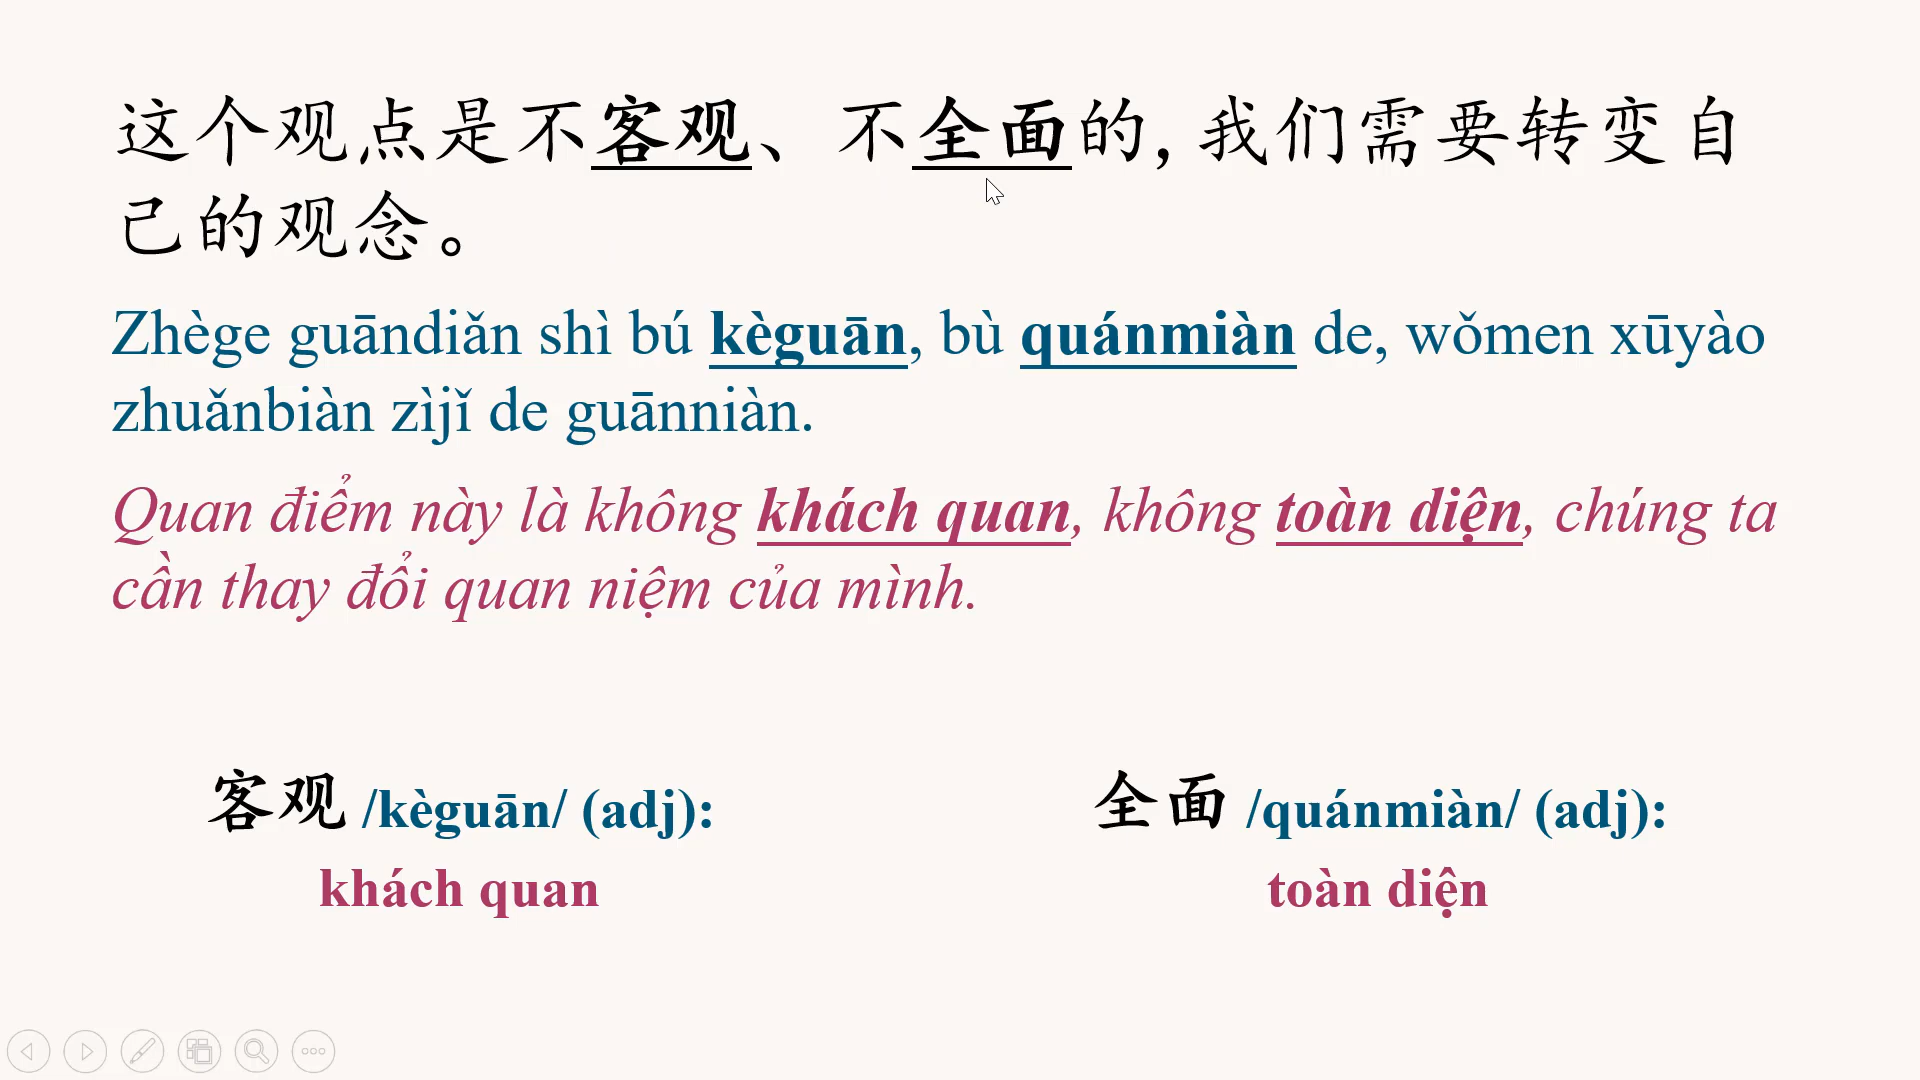 这个观点是不客观、不全面的,我们需要转变自
己的观念。
Zhège guāndiǎn shì bú kèguān, bù quánmiàn de, wǒmen xūyào
zhuǎnbiàn zìjǐ de guānniàn.
Quan điểm này là không khách quan, không toàn diện, chúng ta
cần thay đổi quan niệm của mình.
客观 /kèguān/ (adj):
khách quan
全面 /quánmiàn/ (adj):
toàn diện